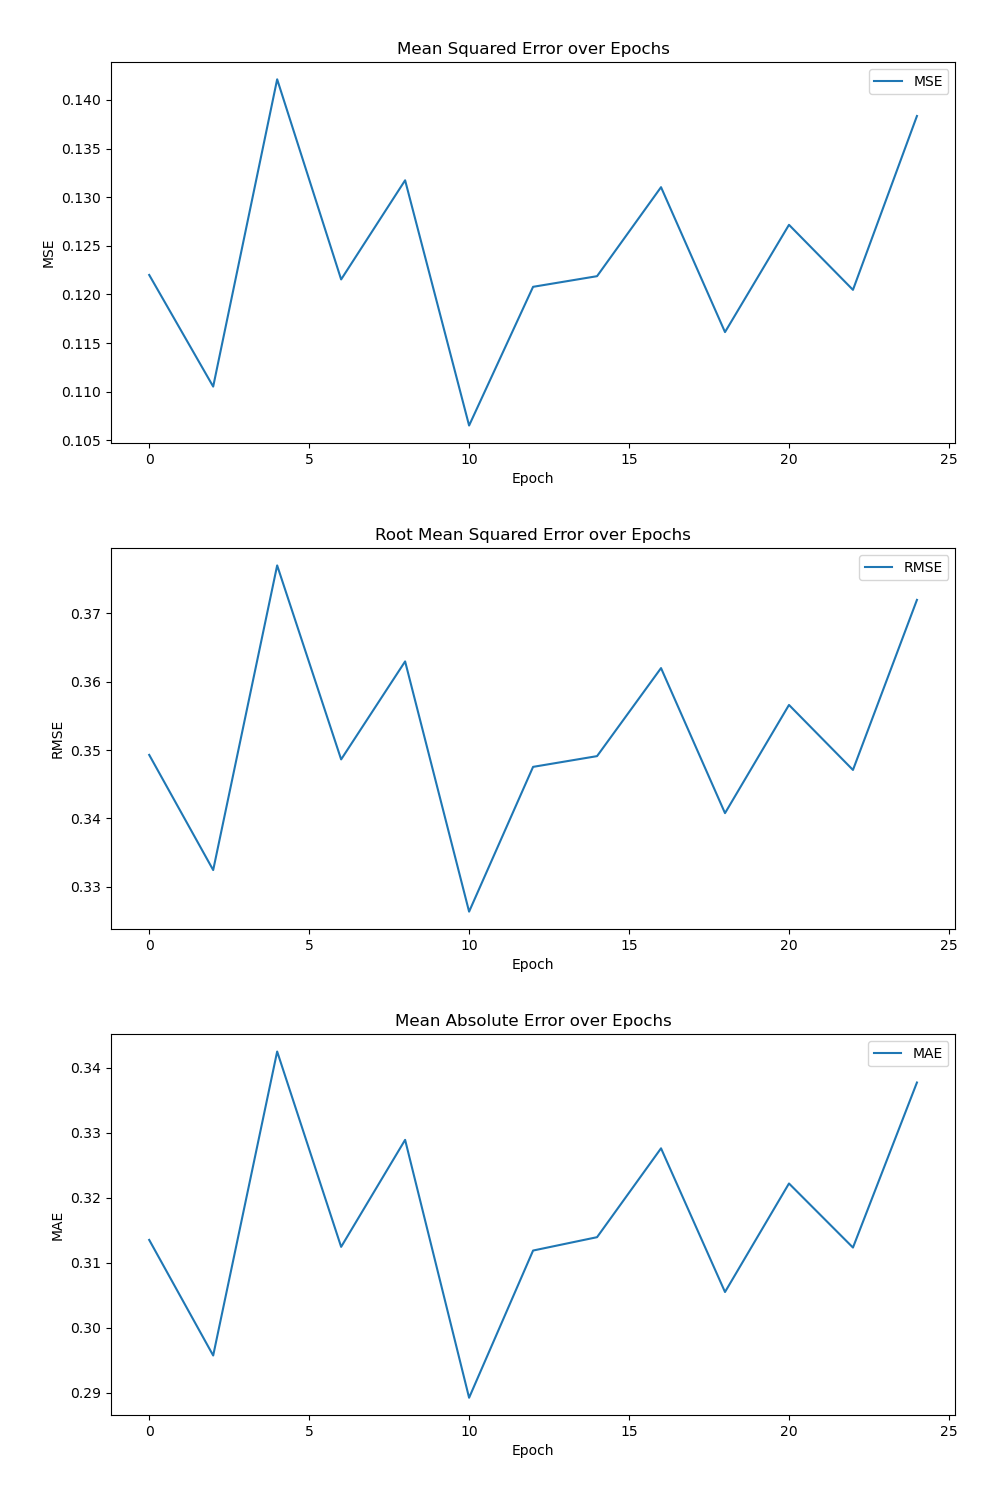 Mean Squared Error over Epochs
MSE
0.140
0.135
0.130
0.125
0.120
0.115
0.110
0.105
MSE
0 5 10 15 20 25
Epoch
Root Mean Squared Error over Epochs
RMSE
0.37
0.36
0.35
0.34
0.33
RMSE
0 5 10 15 20 25
Epoch
Mean Absolute Error over Epochs
MAE
0.34
0.33
0.32
0.31
0.30
0.29
MAE
0 5 10 15 20 25
Epoch